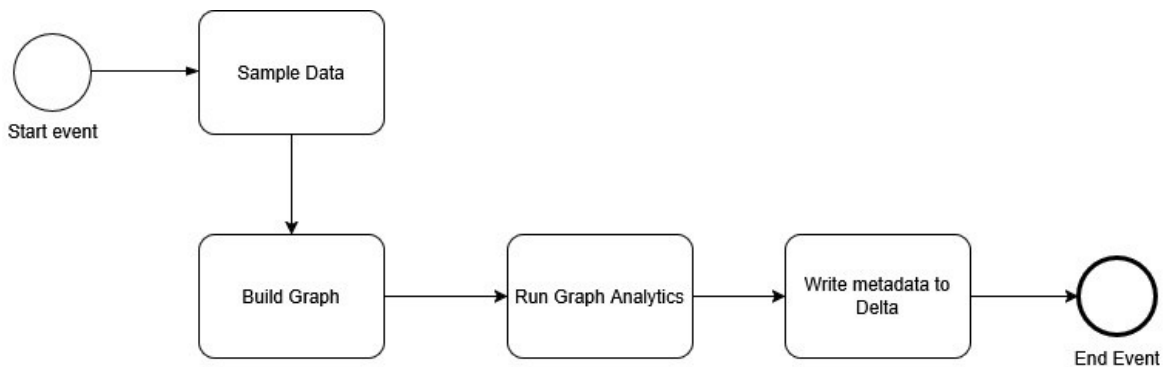 Sample Data
Start event
Build Graph
Run Graph Analytics
Write metadata to
Delta
End Event